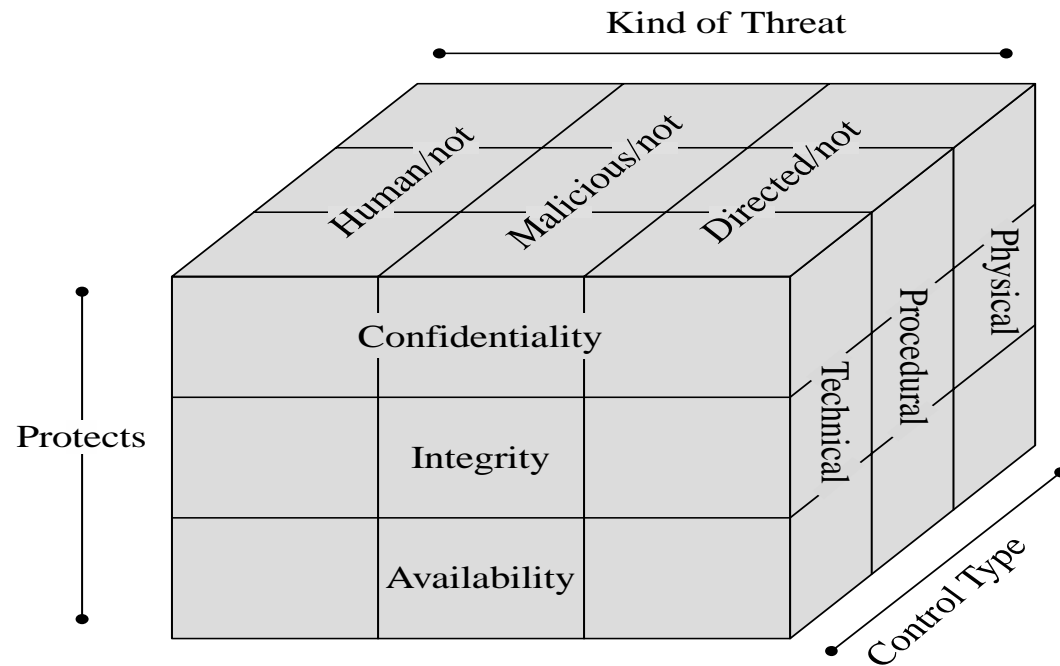 Kind of Threat
Human/not
Malicious/not
Directed/not
Confidentiality
Integrity
Availability
Protects
Technical
Procedural
Physical
Control Type